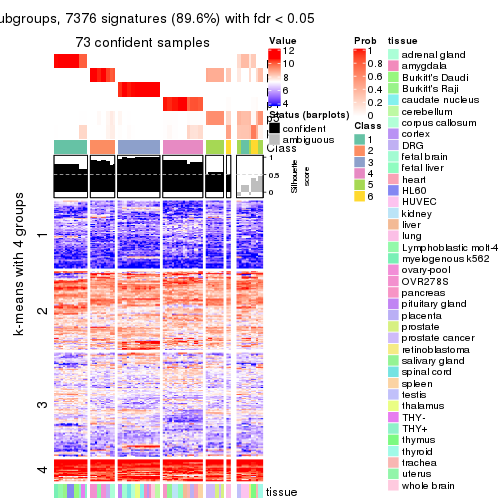 ubgroups, 7376 signatures (89.6%) with fdr < 0.05
73 confident samples
Value
12
10
8
6
4
Status (barplots)
confident
ambiguous
Class
1
0.5
0
Silhouette
score
k-means with 4 groups
1
2
3
4
tissue
Prob
1
0.8
0.6
0.4
0.2
0
Class
1
2
3
4
5
6
tissue
adrenal gland
amygdala
Burkitt's Daudi
Burkitt's Raji
caudate nucleus
cerebellum
corpus callosum
cortex
DRG
fetal brain
fetal liver
heart
HL60
HUVEC
kidney
liver
lung
Lymphoblastic molt-4
myelogenous k562
ovary-pool
OVR278S
pancreas
pituitary gland
placenta
prostate
prostate cancer
retinoblastoma
salivary gland
spinal cord
spleen
testis
thalamus
THY-
THY+
thymus
thyroid
trachea
uterus
whole brain